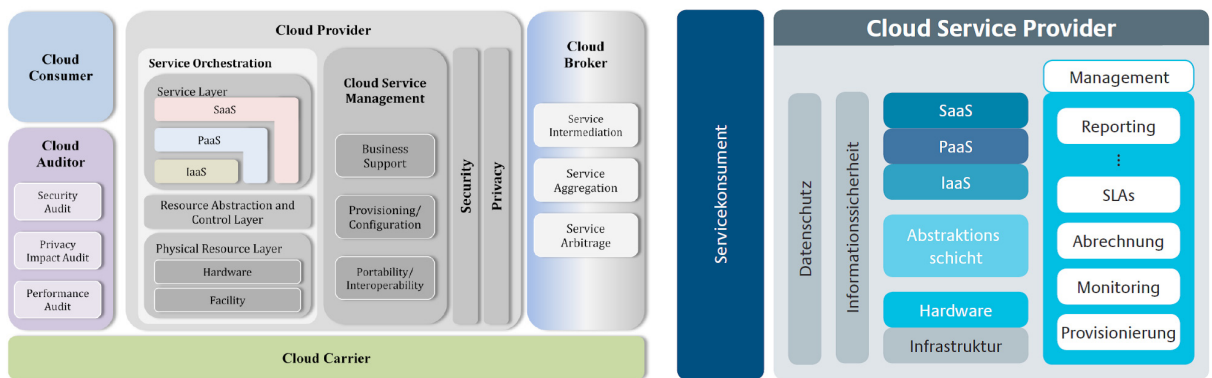 Cloud
Consumer
Cloud
Auditor
Security
Audit
Privacy
Impact Audit
Performance
Audit
Cloud Provider
Service Orchestration
Service Layer
SaaS
PaaS
IaaS
Resource Abstraction and
Control Layer
Physical Resource Layer
Hardware
Facility
Cloud Service
Management
Business
Support
Provisioning/
Configuration
Portability/
Interoperability
Security
Privacy
Cloud
Broker
Service
Intermediation
Service
Aggregation
Service
Arbitrage
Cloud Carrier
Servicekonsument
Cloud Service Provider
Datenschutz
Informationssicherheit
SaaS
PaaS
IaaS
Abstraktions
schicht
Hardware
Infrastruktur
Management
Reporting
⋮
SLAs
Abrechnung
Monitoring
Provisionierung